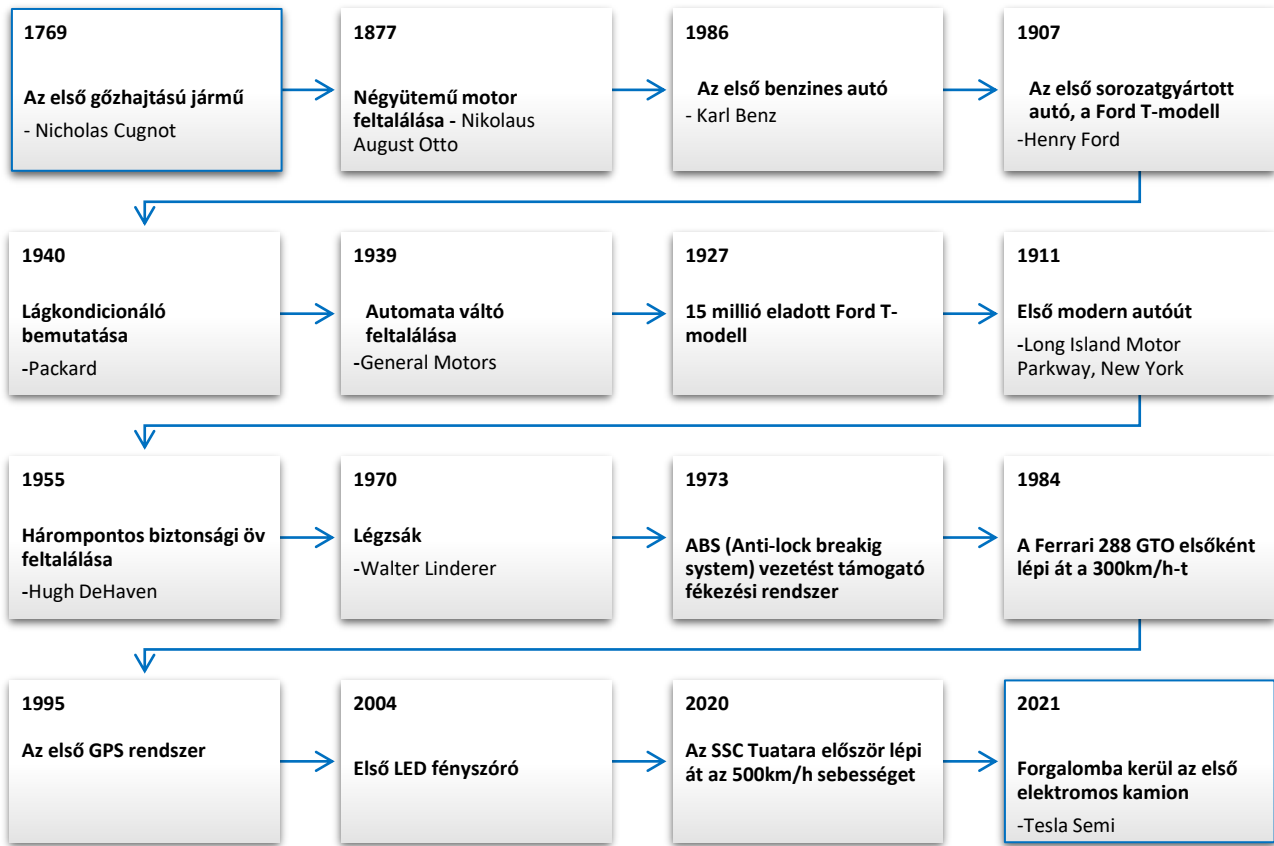 1769
Az első gőzhajtású jármű
- Nicholas Cugnot
1877
Négyütemű motor
feltalálása - Nikolaus
August Otto
1986
Az első benzines autó
- Karl Benz
1907
Az első sorozatgyártott
autó, a Ford T-modell
-Henry Ford
1940
Lágkondicionáló
bemutatása
-Packard
1939
Automata váltó
feltalálása
-General Motors
1927
15 millió eladott Ford T-
modell
1911
Első modern autóút
-Long Island Motor
Parkway, New York
1955
Hárompontos biztonsági öv
feltalálása
-Hugh DeHaven
1970
Légzsák
-Walter Linderer
1973
ABS (Anti-lock breakig
system) vezetést támogató
fékezési rendszer
1984
A Ferrari 288 GTO elsőként
lépi át a 300km/h-t
1995
Az első GPS rendszer
2004
Első LED fényszóró
2020
Az SSC Tuatara először lépi
át az 500km/h sebességet
2021
Forgalomba kerül az első
elektromos kamion
-Tesla Semi